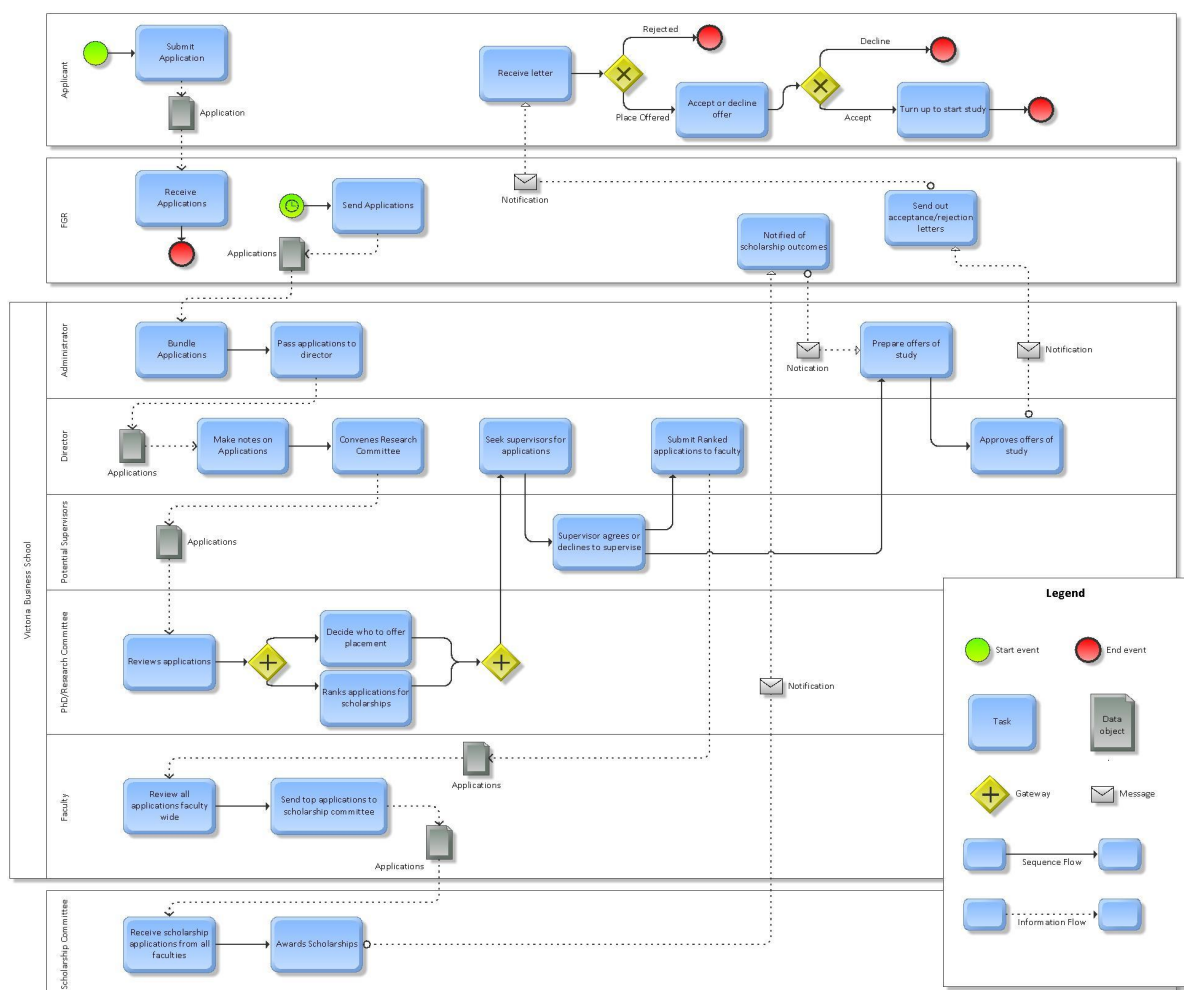 Applicant
Submit
Application
Application
Receive letter
Rejected
Place Offered
Accept or decline
offer
Decline
Accept
Turn up to start study
FGR
Receive
Applications
Send Applications
Applications
Notification
Notified of
scholarship outcomes
Send out
acceptance/rejection
letters
Victoria Business School
Administrator
Bundle
Applications
Pass applications to
director
Notication
Prepare offers of
study
Notification
Director
Applications
Make notes on
Applications
Convenes Research
Committee
Seek supervisors for
applications
Submit Ranked
applications to faculty
Approves offers of
study
Potential Supervisors
Applications
Supervisor agrees or
declines to supervise
PhD/Research Committee
Reviews applications
Decide who to offer
placement
Ranks applications for
scholarships
Notification
Faculty
Review all
applications faculty
wide
Send top applications to
scholarship committee
Applications
Applications
Scholarship Committee
Receive scholarship
applications from all
faculties
Awards Scholarships
Legend
Start event
End event
Task
Data
object
Gateway
Message
Sequence Flow
Information Flow